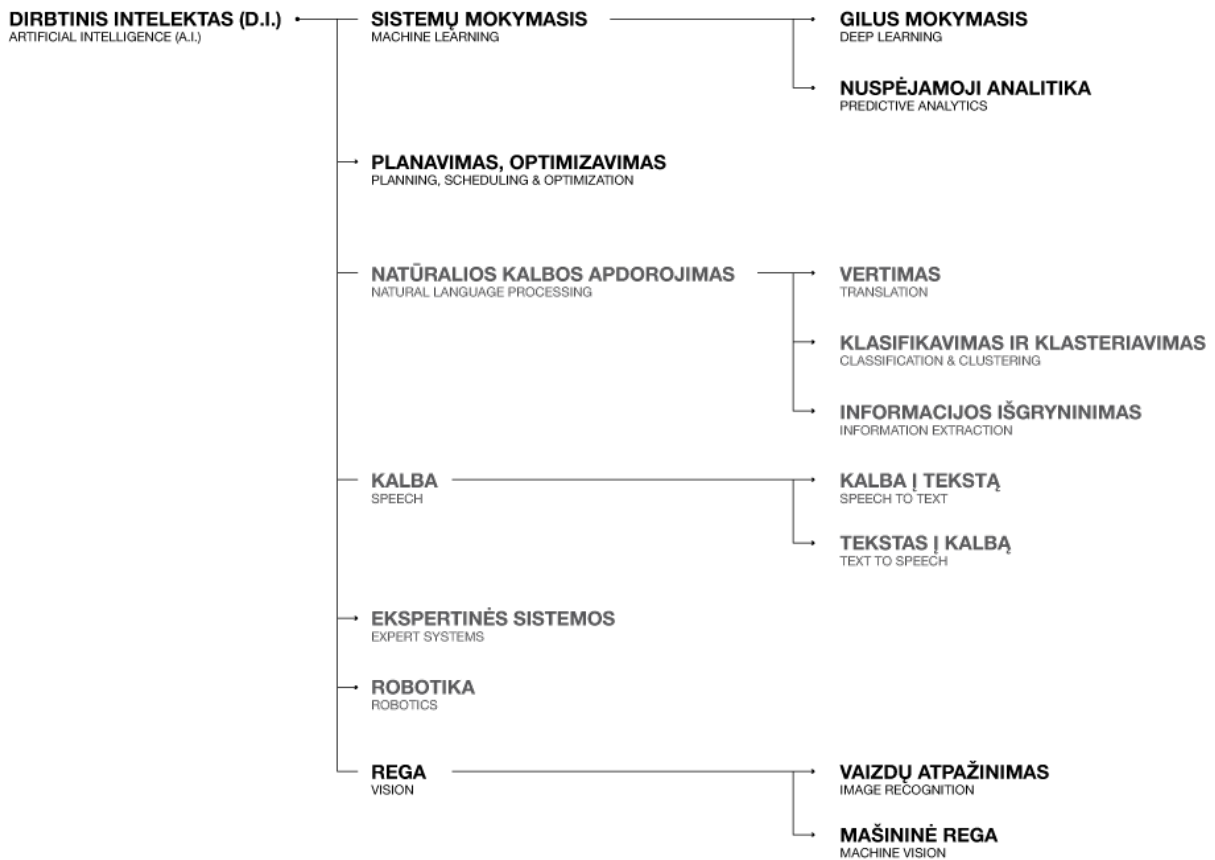 DIRBTINIS INTELEKTAS (D.I.)
ARTIFICIAL INTELLIGENCE (A.I.)
SISTEMŲ MOKYMASIS
MACHINE LEARNING
GILUS MOKYMASIS
DEEP LEARNING
NUSPĖJAMOJI ANALITIKA
PREDICTIVE ANALYTICS
PLANAVIMAS, OPTIMIZAVIMAS
PLANNING, SCHEDULING & OPTIMIZATION
NATŪRALIOS KALBOS APDOROJIMAS
NATURAL LANGUAGE PROCESSING
VERTIMAS
TRANSLATION
KLASIFIKAVIMAS IR KLASTERIAVIMAS
CLASSIFICATION & CLUSTERING
INFORMACIJOS IŠGRYNINIMAS
INFORMATION EXTRACTION
KALBA
SPEECH
KALBA Į TEKSTĄ
SPEECH TO TEXT
TEKSTAS Į KALBĄ
TEXT TO SPEECH
EKSPERTINĖS SISTEMOS
EXPERT SYSTEMS
ROBOTIKA
ROBOTICS
REGA
VISION
VAIZDŲ ATPAŽINIMAS
IMAGE RECOGNITION
MAŠININĖ REGA
MACHINE VISION